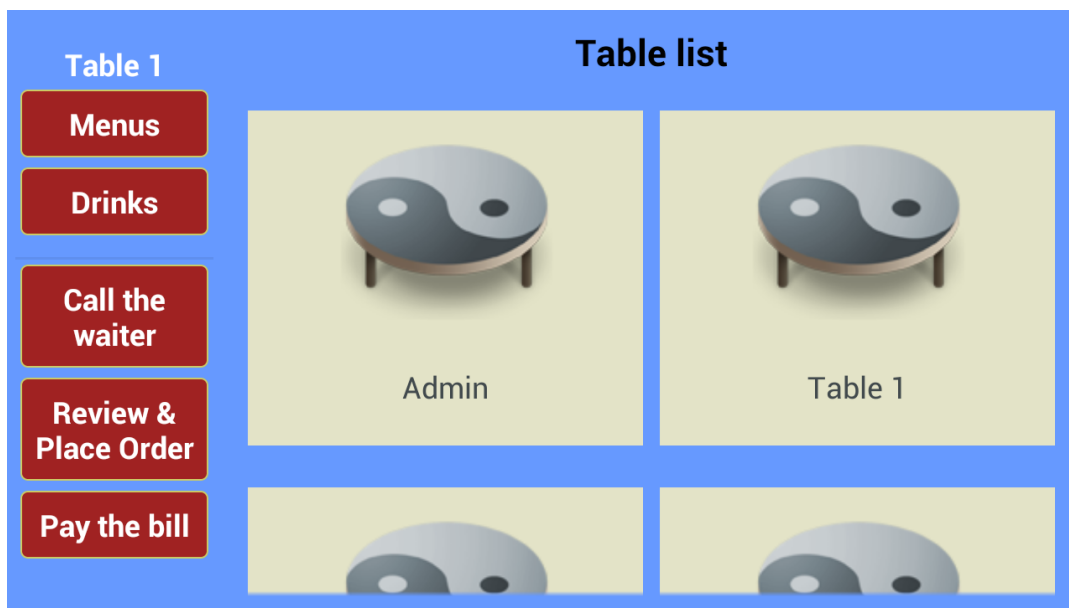 Table 1
Menus
Drinks
Call the
waiter
Review &
Place Order
Pay the bill
Table list
Admin
Table 1